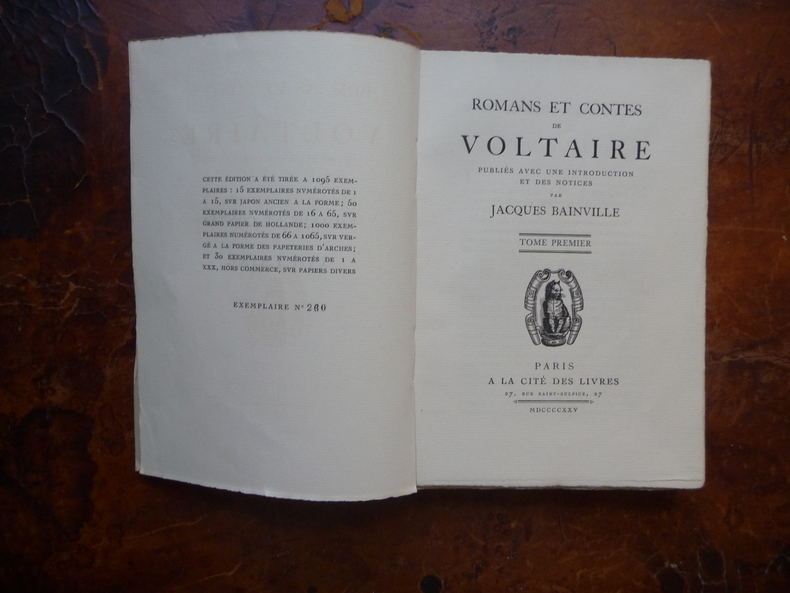 CETTE ÉDITION A ÉTÉ TIRÉE A 1095 EXEM-
PLAIRES : 15 EXEMPLAIRES NVMÉROTÉS DE 1
A 15, SVR JAPON ANCIEN A LA FORME; 50
EXEMPLAIRES NVMÉROTÉS DE 16 A 65, SVR
GRAND PAPIER DE HOLLANDE; 1000 EXEM-
PLAIRES NUMÉROTÉS DE 66 A 1065, SVR VER-
GÉ A LA FORME DES PAPETERIES D'ARCHES;
ET 30 EXEMPLAIRES NVMÉROTÉS DE I A
XXX, HORS COMMERCE, SVR PAPIERS DIVERS
EXEMPLAIRE N° 260
ROMANS ET CONTES
DE
VOLTAIRE
PUBLIÉS AVEC UNE INTRODUCTION
ET DES NOTICES
PAR
JACQUES BAINVILLE
TOME PREMIER
PARIS
A LA CITÉ DES LIVRES
27, RUE SAINT-SULPICE, 27
MDCCCCXXV